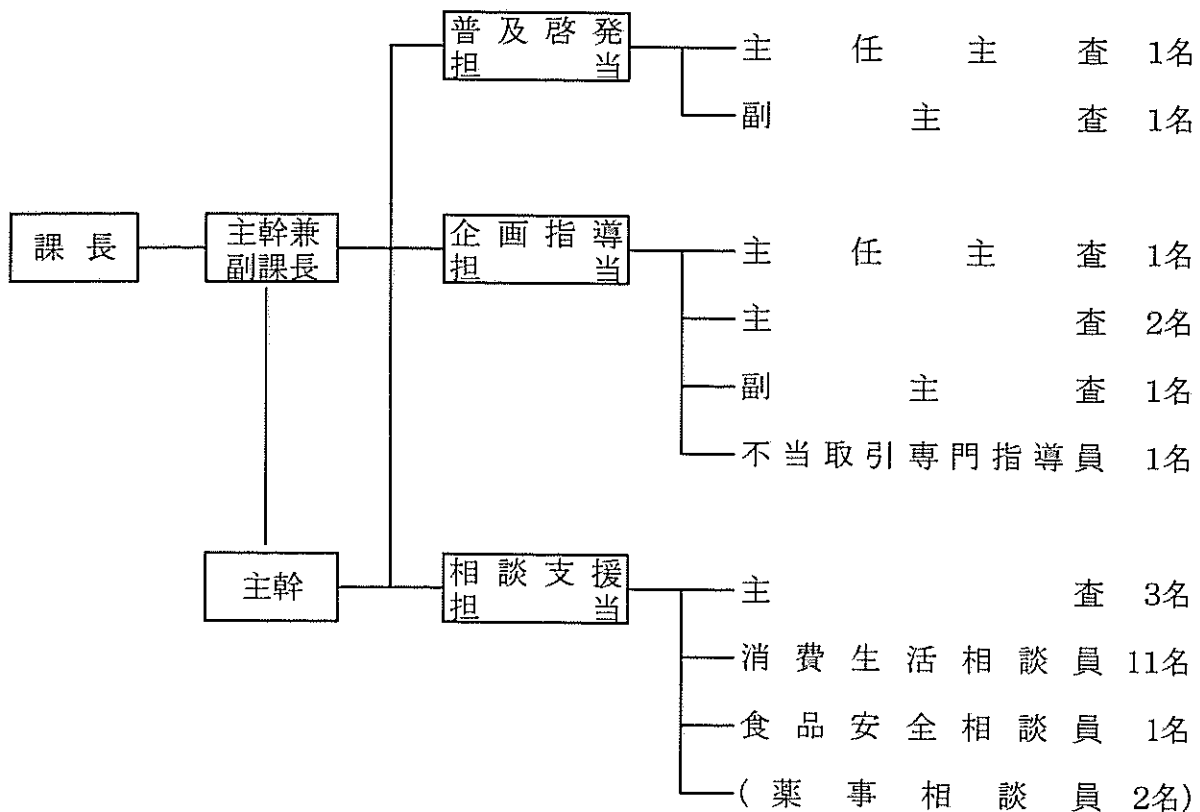 普及啓発
担当
主任主査 1名
副主査 1名
課長
主幹兼
副課長
企画指導
担当
主任主査 1名
主査 2名
副主査 1名
不当取引専門指導員 1名
主幹
相談支援
担当
主査 3名
消費生活相談員 11名
食品安全相談員 1名
(薬事相談員 2名)